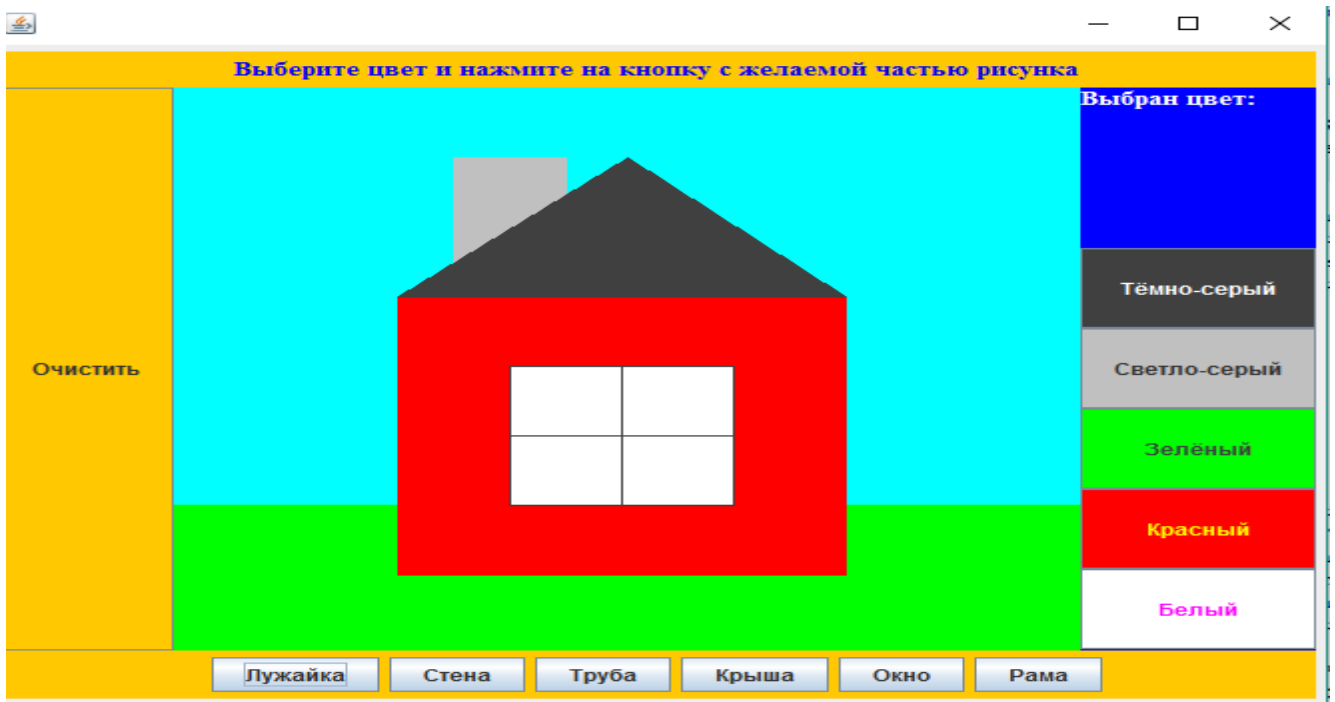 Выберите цвет и нажмите на кнопку с желаемой частью рисунка
Очистить
Выбран цвет:
Тёмно-серый
Светло-серый
Зелёный
Красный
Белый
Лужайка Стена Труба Крыша Окно Рама